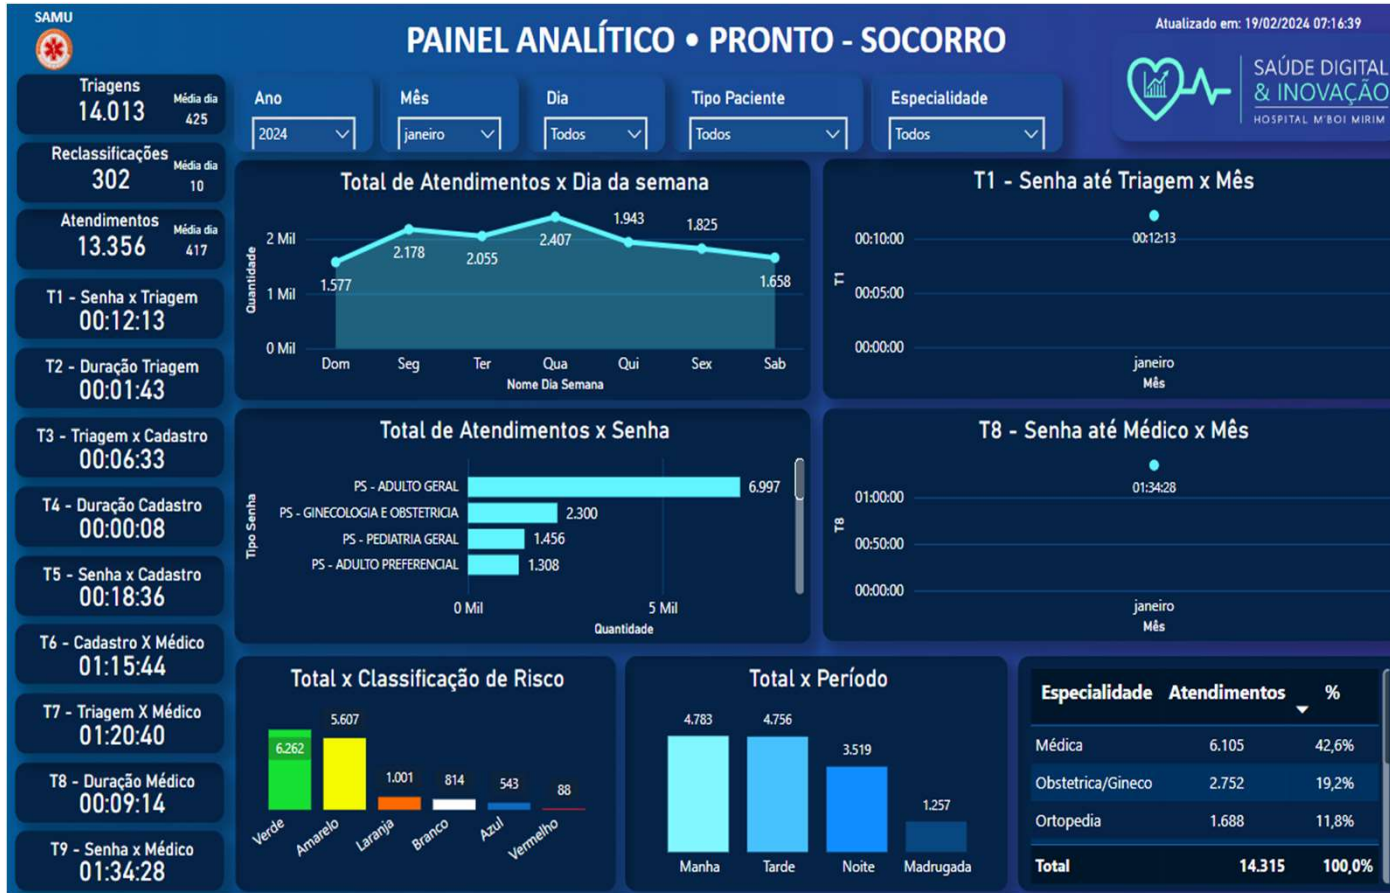 SAMU
PAINEL ANALÍTICO • PRONTO - SOCORRO
Atualizado em: 19/02/2024 07:16:39
SAÚDE DIGITAL
& INOVAÇÃO
HOSPITAL M'BOI MIRIM
Triagens
14.013
Média dia
425
Reclassificações
302
Média dia
10
Atendimentos
13.356
Média dia
417
T1 - Senha x Triagem
00:12:13
T2 - Duração Triagem
00:01:43
T3 - Triagem x Cadastro
00:06:33
T4 - Duração Cadastro
00:00:08
T5 - Senha x Cadastro
00:18:36
T6 - Cadastro X Médico
01:15:44
T7 - Triagem X Médico
01:20:40
T8 - Duração Médico
00:09:14
T9 - Senha x Médico
01:34:28
Ano
2024
Mês
janeiro
Dia
Todos
Tipo Paciente
Todos
Especialidade
Todos
Total de Atendimentos x Dia da semana
Quantidade
2 Mil
1 Mil
0 Mil
1.577
2.178
2.055
2.407
1.943
1.825
1.658
Dom Seg Ter Qua Qui Sex Sab
Nome Dia Semana
T1 - Senha até Triagem x Mês
T1
00:10:00
00:05:00
00:00:00
00:12:13
janeiro
Mês
Total de Atendimentos x Senha
Tipo Senha
PS - ADULTO GERAL 6.997
PS - GINECOLOGIA E OBSTETRICIA 2.300
PS - PEDIATRIA GERAL 1.456
PS - ADULTO PREFERENCIAL 1.308
0 Mil 5 Mil
Quantidade
T8 - Senha até Médico x Mês
T8
01:00:00
00:50:00
00:00:00
01:34:28
janeiro
Mês
Total x Classificação de Risco
6.262 5.607 1.001 814 543 88
Verde Amarelo Laranja Branco Azul Vermelho
Total x Período
4.783 4.756 3.519 1.257
Manha Tarde Noite Madrugada
Especialidade Atendimentos %
Médica 6.105 42,6%
Obstetrica/Gineco 2.752 19,2%
Ortopedia 1.688 11,8%
Total 14.315 100,0%